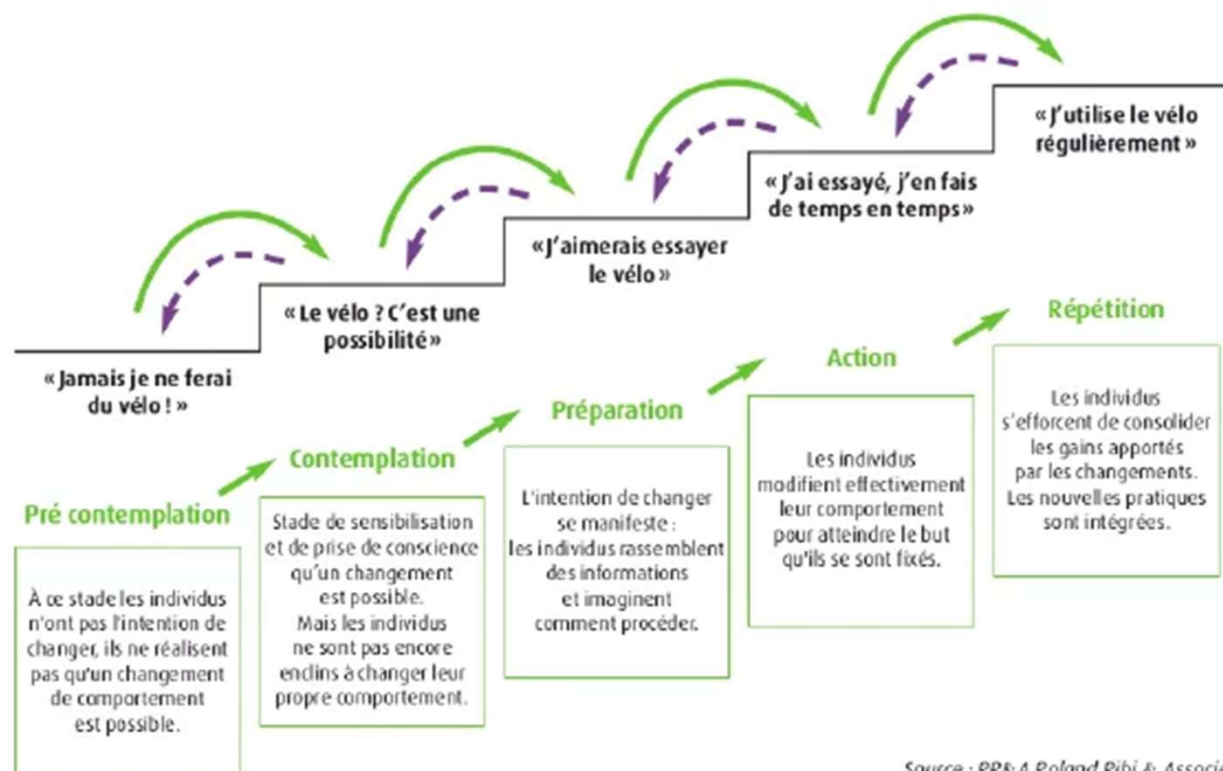 « J'utilise le vélo
régulièrement »
« J'ai essayé, j'en fais
de temps en temps »
« J'aimerais essayer
le vélo »
« Le vélo ? C'est une
possibilité »
« Jamais je ne ferai
du vélo ! »
Pré contemplation
À ce stade les individus
n'ont pas l'intention de
changer, ils ne réalisent
pas qu'un changement
de comportement
est possible.
Contemplation
Stade de sensibilisation
et de prise de conscience
qu'un changement
est possible.
Mais les individus
ne sont pas encore
enclins à changer leur
propre comportement.
Préparation
L'intention de changer
se manifeste :
les individus rassemblent
des informations
et imaginent
comment procéder.
Action
Les individus
modifient effectivement
leur comportement
pour atteindre le but
qu'ils se sont fixés.
Répétition
Les individus
s'efforcent de consolider
les gains apportés
par les changements.
Les nouvelles pratiques
sont intégrées.
Source :